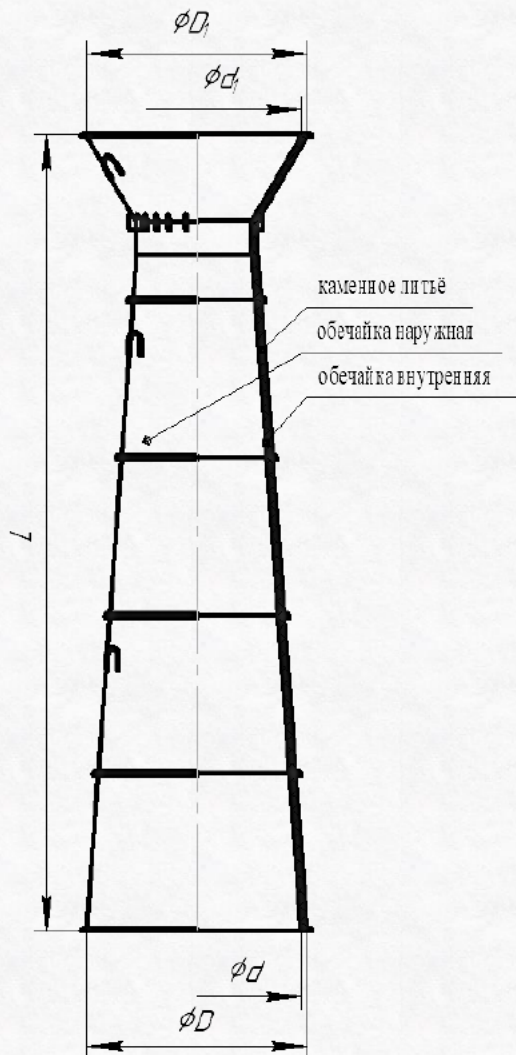 ϕD₁
ϕd₁
каменное литьё
обечайка наружная
обечайка внутренняя
ϕd
ϕD